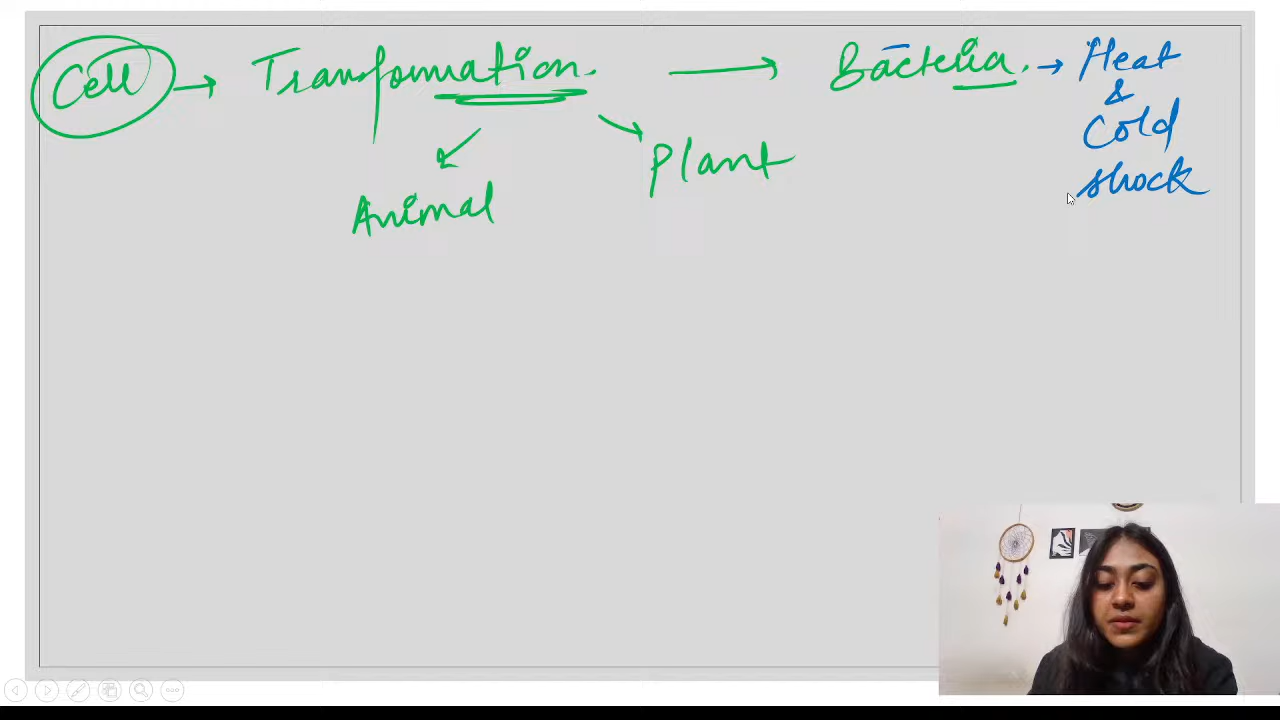 Cell → Transformation. → Bacteria. → Heat
&
Cold
shock
Animal
Plant